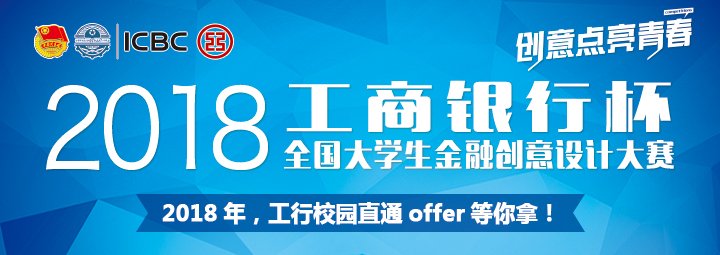 ICBC
创意点亮青春
competitions
2018
工商银行杯
全国大学生金融创意设计大赛
2018 年，工行校园直通 offer 等你拿！